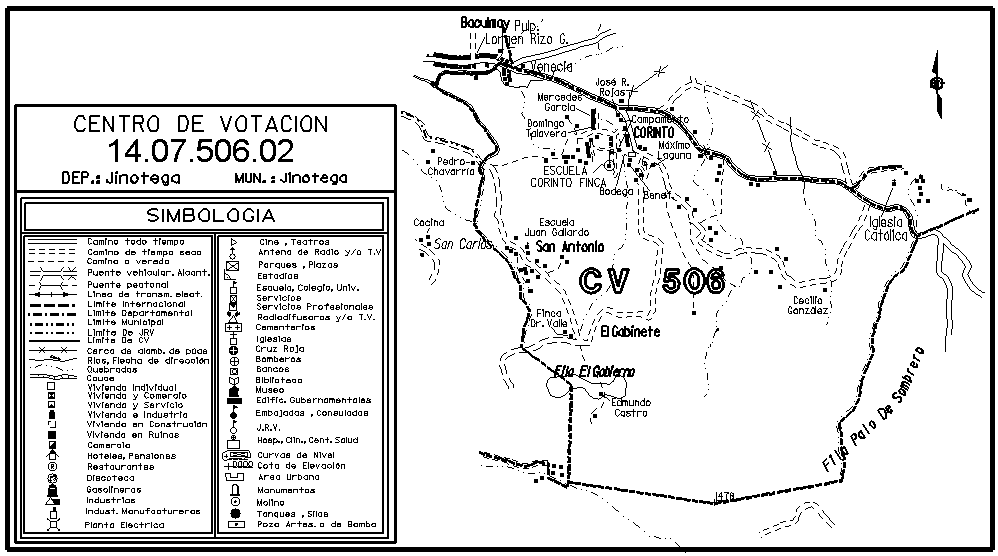 CENTRO DE VOTACION
14.07.506.02
DEP.: Jinotega MUN.: Jinotega
SIMBOLOGIA
Camino todo tiempo
Camino de tiempo seco
Camino o vereda
Puente vehicular, Alcant.
Puente peatonal
Linea de transm. elect.
Limite Internacional
Limite Departamental
Limite Municipal
Limite De JRV
Limite De CV
Cerca de alamb. de puas
Rios, Flecha de dirección
Quebradas
Cauce
Vivienda Individual
Vivienda y Comercio
Vivienda y Servicio
Vivienda e Industria
Vivienda en Construcción
Vivienda en Ruinas
Comercio
Hoteles, Pensiones
Restaurantes
Discoteca
Gasolineras
Industrias
Indust. Manufactureras
Planta Electrica
Cine , Teatros
Antena de Radio y/o T.V
Parques , Plazas
Estadios
Escuela, Colegio, Univ.
Servicios
Servicios Profesionales
Radiodifusoras y/o T.V.
Cementerios
Iglesias
Cruz Roja
Bomberos
Bancos
Biblioteca
Museo
Edific. Gubernamentales
Embajadas , Consulados
J.R.V.
Hosp., Clin., Cent. Salud
Curvas de Nivel
Cota de Elevación
Area Urbana
Monumentos
Molino
Tanques , Silos
Pozo Artes. o de Bomba
Pulp.
Lorgen Rizo G.
Venecia
José R.
Rojas
Mercedes
García
Campamento
Domingo
Talavera
CORINTO
Máximo
Laguna
Pedro
Chavarría
ESCUELA
CORINTO FINCA
Bodega
Benef.
Cocina
San Carlos
Escuela
Juan Gallardo
San Antonio
Iglesia
Católica
CV 506
Cecilio
González
Finca
Dr. Valle
El Gabinete
Filo El Gobierno
Edmundo
Castro
Filo Palo De Sombrero
1478